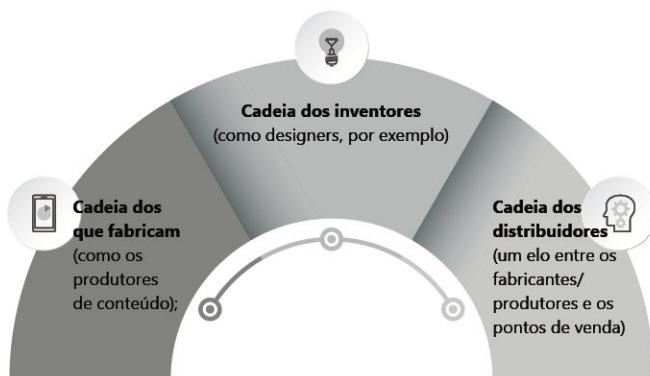 Cadeia dos inventores
(como designers, por exemplo)
Cadeia dos
que fabricam
(como os
produtores
de conteúdo);
Cadeia dos
distribuidores
(um elo entre os
fabricantes/
produtores e os
pontos de venda)